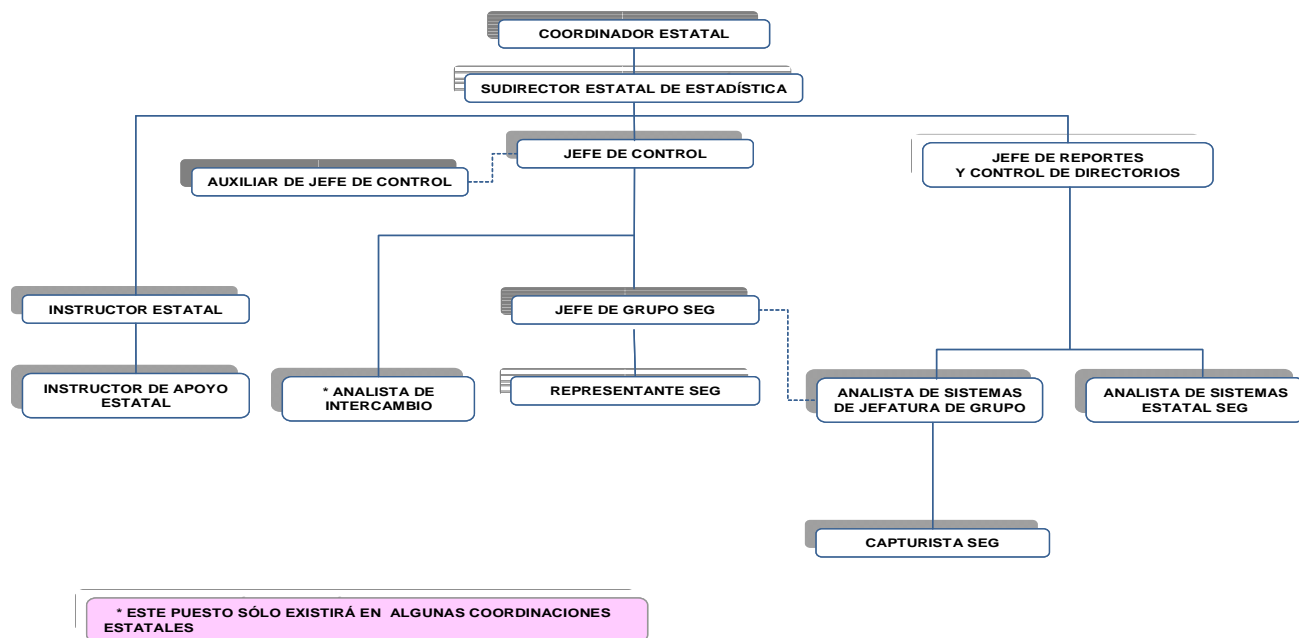 COORDINADOR ESTATAL
SUDIRECTOR ESTATAL DE ESTADÍSTICA
JEFE DE CONTROL
AUXILIAR DE JEFE DE CONTROL
JEFE DE REPORTES
Y CONTROL DE DIRECTORIOS
INSTRUCTOR ESTATAL
JEFE DE GRUPO SEG
INSTRUCTOR DE APOYO
ESTATAL
* ANALISTA DE
INTERCAMBIO
REPRESENTANTE SEG
ANALISTA DE SISTEMAS
DE JEFATURA DE GRUPO
ANALISTA DE SISTEMAS
ESTATAL SEG
CAPTURISTA SEG
* ESTE PUESTO SÓLO EXISTIRÁ EN ALGUNAS COORDINACIONES
ESTATALES